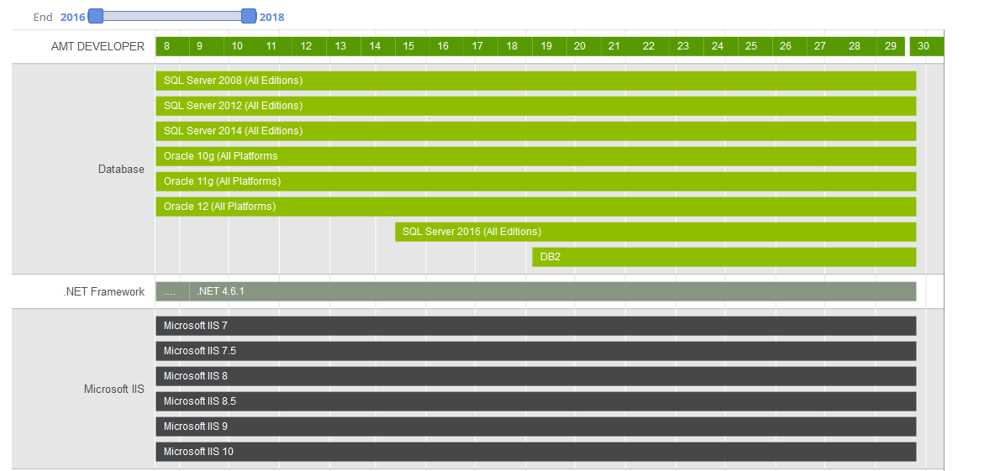 End 2016 2018
AMT DEVELOPER 8 9 10 11 12 13 14 15 16 17 18 19 20 21 22 23 24 25 26 27 28 29 30
SQL Server 2008 (All Editions)
SQL Server 2012 (All Editions)
SQL Server 2014 (All Editions)
Oracle 10g (All Platforms
Database
Oracle 11g (All Platforms)
Oracle 12 (All Platforms)
SQL Server 2016 (All Editions)
DB2
.NET Framework .... .NET 4.6.1
Microsoft IIS 7
Microsoft IIS 7.5
Microsoft IIS 8
Microsoft IIS
Microsoft IIS 8.5
Microsoft IIS 9
Microsoft IIS 10